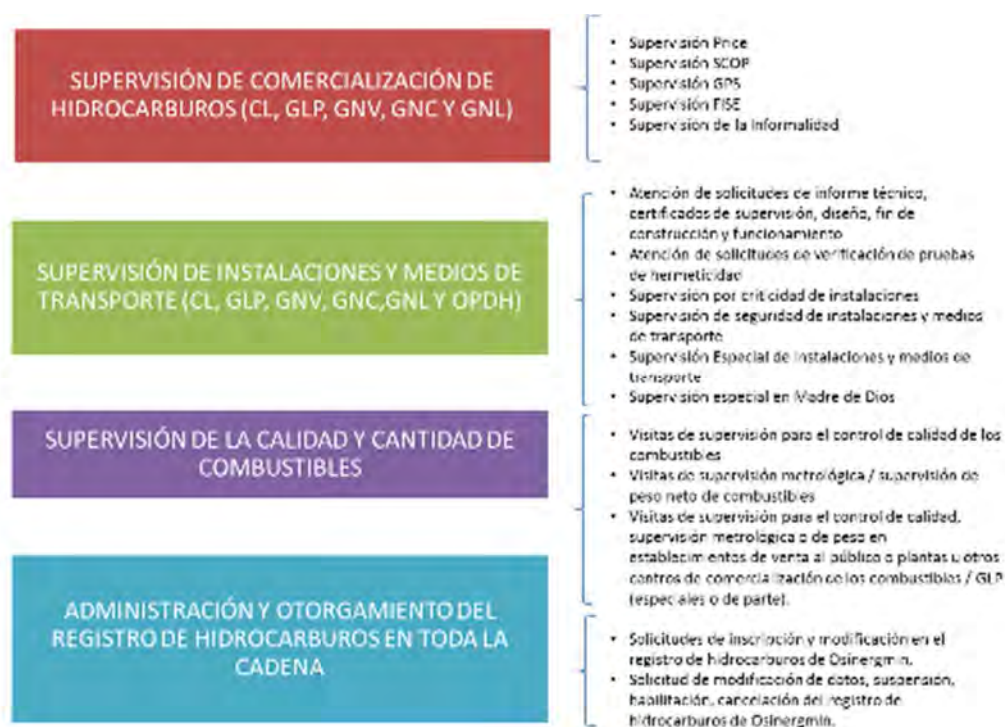 SUPERVISIÓN DE COMERCIALIZACIÓN DE
HIDROCARBUROS (CL, GLP, GNV, GNC Y GNL)
• Supervisión Price
• Supervisión SCOP
• Supervisión GPS
• Supervisión FISE
• Supervisión de la Informalidad
SUPERVISIÓN DE INSTALACIONES Y MEDIOS DE
TRANSPORTE (CL, GLP, GNV, GNC,GNL Y OPDH)
• Atención de solicitudes de informe técnico,
certificados de supervisión, diseño, fin de
construcción y funcionamiento
• Atención de solicitudes de verificación de pruebas
de hermeticidad
• Supervisión por criticidad de instalaciones
• Supervisión de seguridad de instalaciones y medios
de transporte
• Supervisión Especial de instalaciones y medios de
transporte
• Supervisión especial en Madre de Dios
SUPERVISIÓN DE LA CALIDAD Y CANTIDAD DE
COMBUSTIBLES
• Visitas de supervisión para el control de calidad de los
combustibles
• Visitas de supervisión metrológica / supervisión de
peso neto de combustibles
• Visitas de supervisión para el control de calidad,
supervisión metrológica o de peso en
establecimientos de venta al público o plantas u otros
centros de comercialización de los combustibles / GLP
(especiales o de parte).
ADMINISTRACIÓN Y OTORGAMIENTO DEL
REGISTRO DE HIDROCARBUROS EN TODA LA
CADENA
• Solicitudes de inscripción y modificación en el
registro de hidrocarburos de Osinergmin.
• Solicitud de modificación de datos, suspensión,
habilitación, cancelación del registro de
hidrocarburos de Osinergmin.